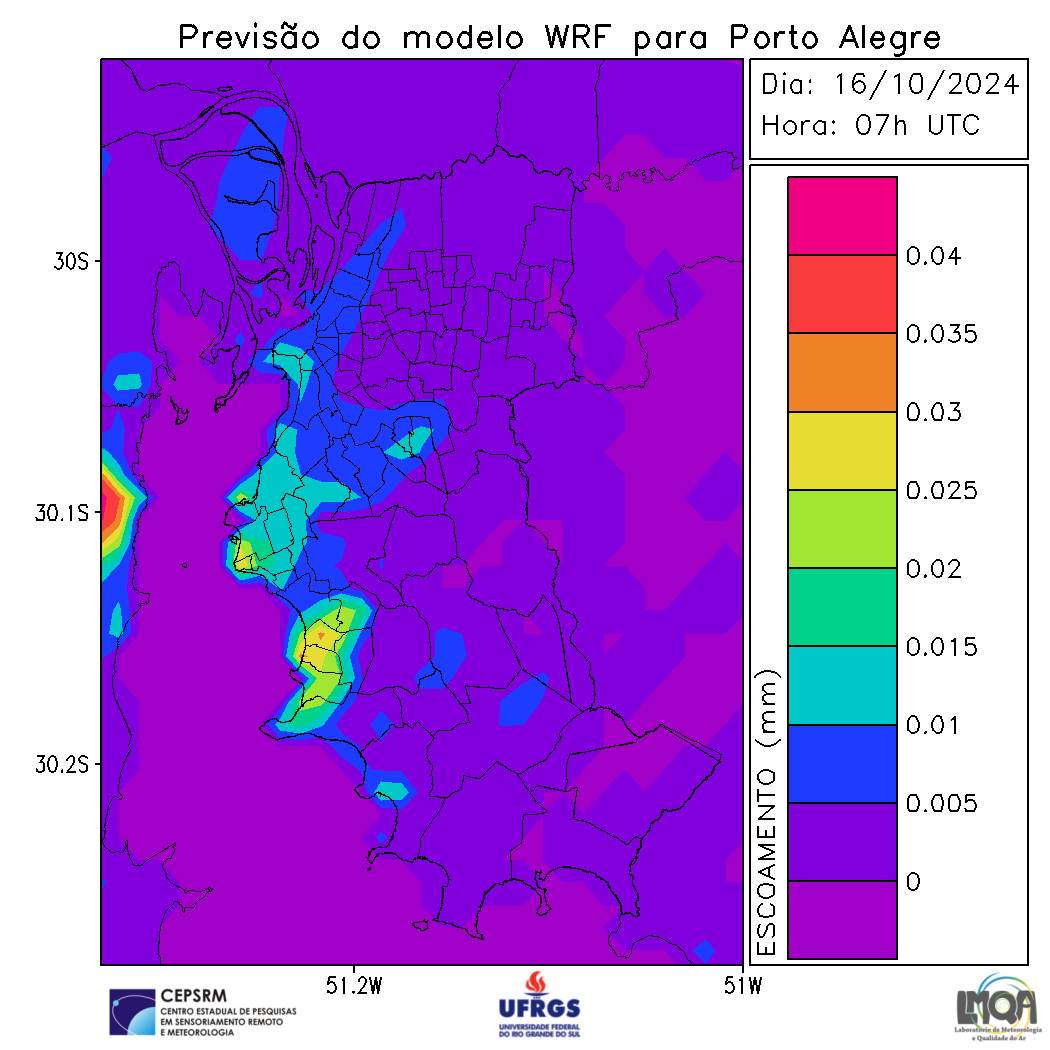 Previsão do modelo WRF para Porto Alegre
Dia: 16/10/2024
Hora: 07h UTC
30S
30.1S
30.2S
51.2W
51W
ESCOAMENTO (mm)
0.04
0.035
0.03
0.025
0.02
0.015
0.01
0.005
0
CEPSRM
CENTRO ESTADUAL DE PESQUISAS
EM SENSORIAMENTO REMOTO
E METEOROLOGIA
UFRGS
UNIVERSIDADE FEDERAL
DO RIO GRANDE DO SUL
LMQA
Laboratório de Meteorologia
e Qualidade do Ar